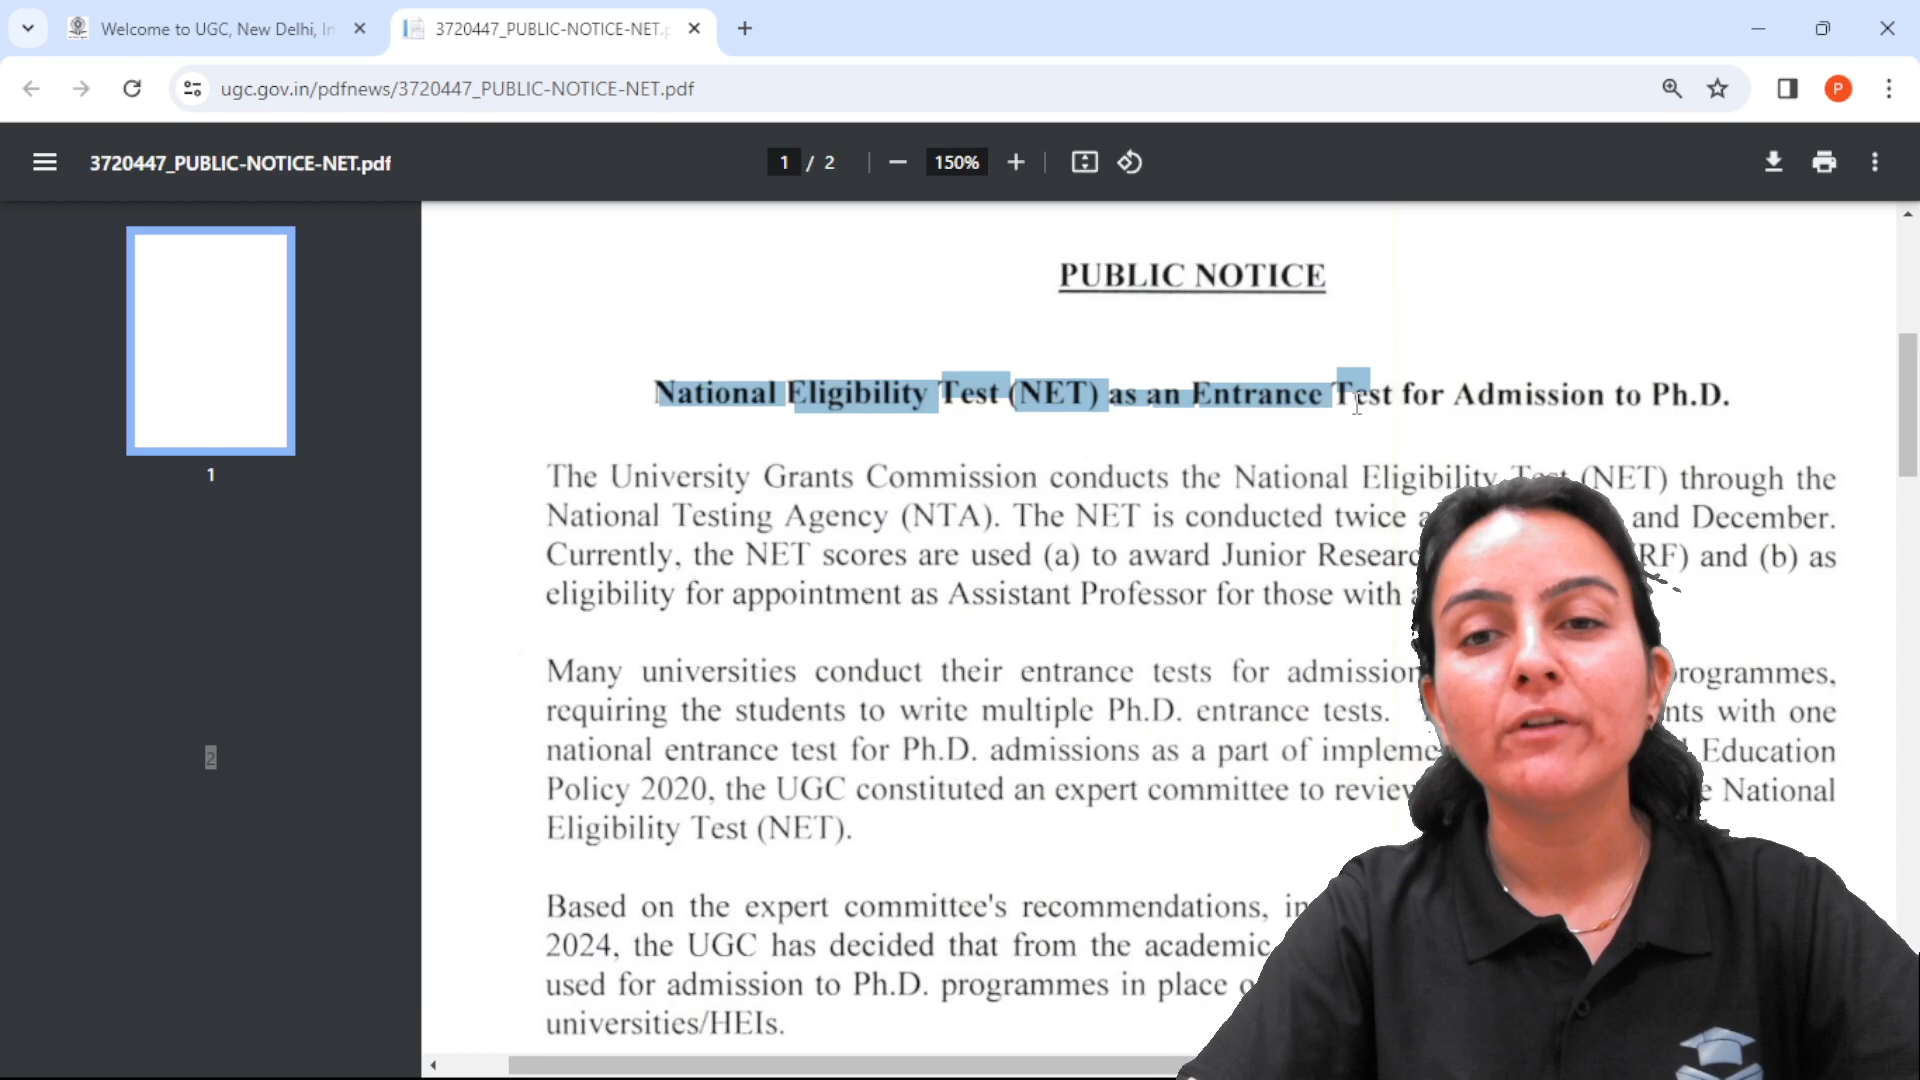 Welcome to UGC, New Delhi, In
3720447_PUBLIC-NOTICE-NET.p
ugc.gov.in/pdfnews/3720447_PUBLIC-NOTICE-NET.pdf
P
3720447_PUBLIC-NOTICE-NET.pdf
1 / 2
150%
1
2
PUBLIC NOTICE
National Eligibility Test (NET) as an Entrance Test for Admission to Ph.D.
The University Grants Commission conducts the National Eligibility Test (NET) through the
National Testing Agency (NTA). The NET is conducted twice and December.
Currently, the NET scores are used (a) to award Junior Researc RF) and (b) as
eligibility for appointment as Assistant Professor for those with
Many universities conduct their entrance tests for admission rogrammes,
requiring the students to write multiple Ph.D. entrance tests. nts with one
national entrance test for Ph.D. admissions as a part of impleme Education
Policy 2020, the UGC constituted an expert committee to review National
Eligibility Test (NET).
Based on the expert committee's recommendations, in
2024, the UGC has decided that from the academic
used for admission to Ph.D. programmes in place o
universities/HEIs.